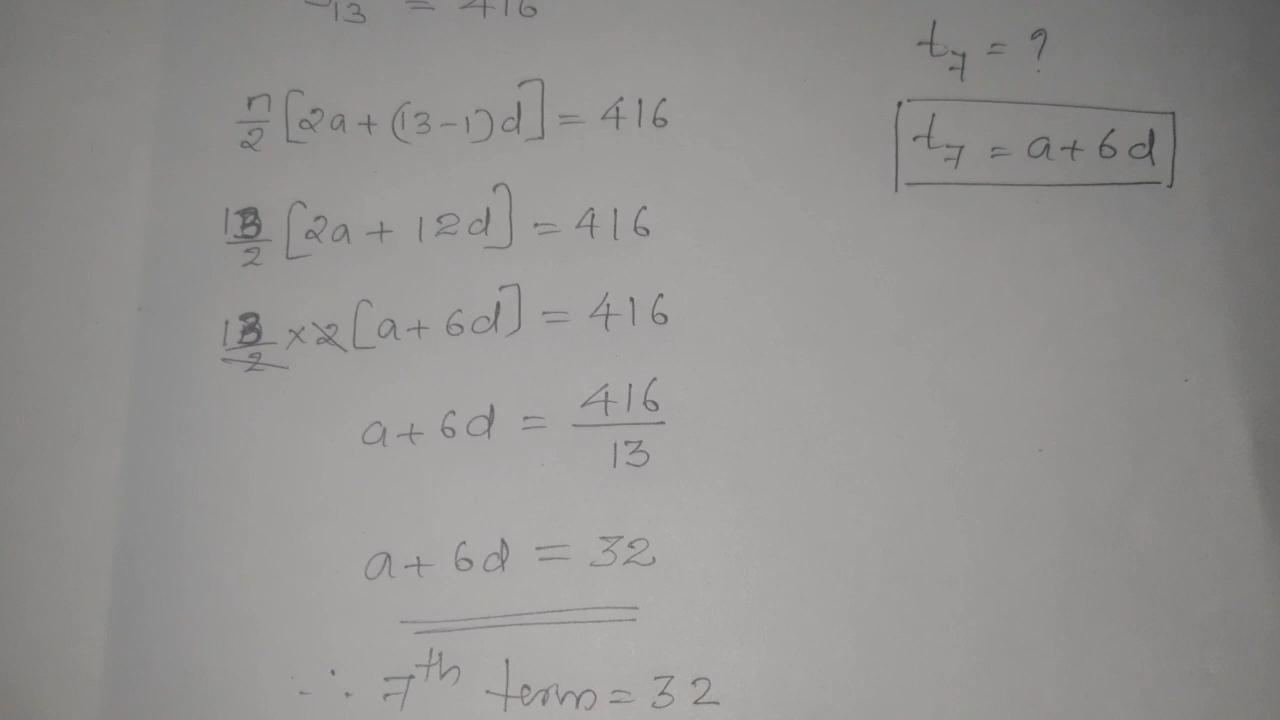 13 = 416
n/2 [2a + (13-1)d] = 416
13/2 [2a + 12d] = 416
13/2 × 2 [a + 6d] = 416
a + 6d = 416/13
a + 6d = 32
∴ 7th term = 32
t7 = ?
t7 = a + 6d